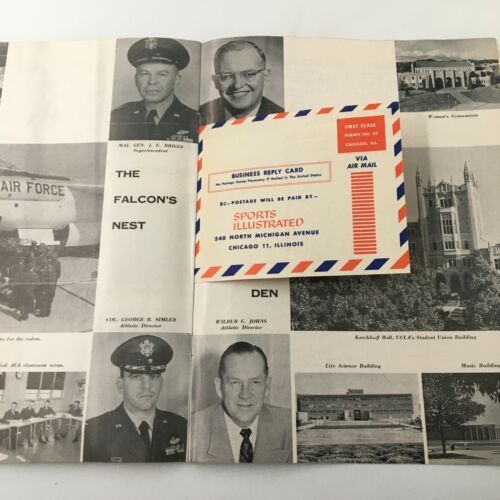 MAJ. GEN. J. E. BRIGGS
Superintendent
THE
FALCON'S
NEST
AIR FORCE
COL. GEORGE B. SIMLER
Athletic Director
for the cadets.
AFA classroom scene.
FIRST CLASS
PERMIT NO. 22
CHICAGO, ILL.
VIA
AIR MAIL
BUSINESS REPLY CARD
No Postage Stamp Necessary If Mailed In The United States
8C—POSTAGE WILL BE PAID BY—
SPORTS
ILLUSTRATED
540 NORTH MICHIGAN AVENUE
CHICAGO 11, ILLINOIS
DEN
WILBUR C. JOHNS
Athletic Director
Women's Gymnasium
Kerckhoff Hall, UCLA's Student Union Building
Life Science Building
Music Building